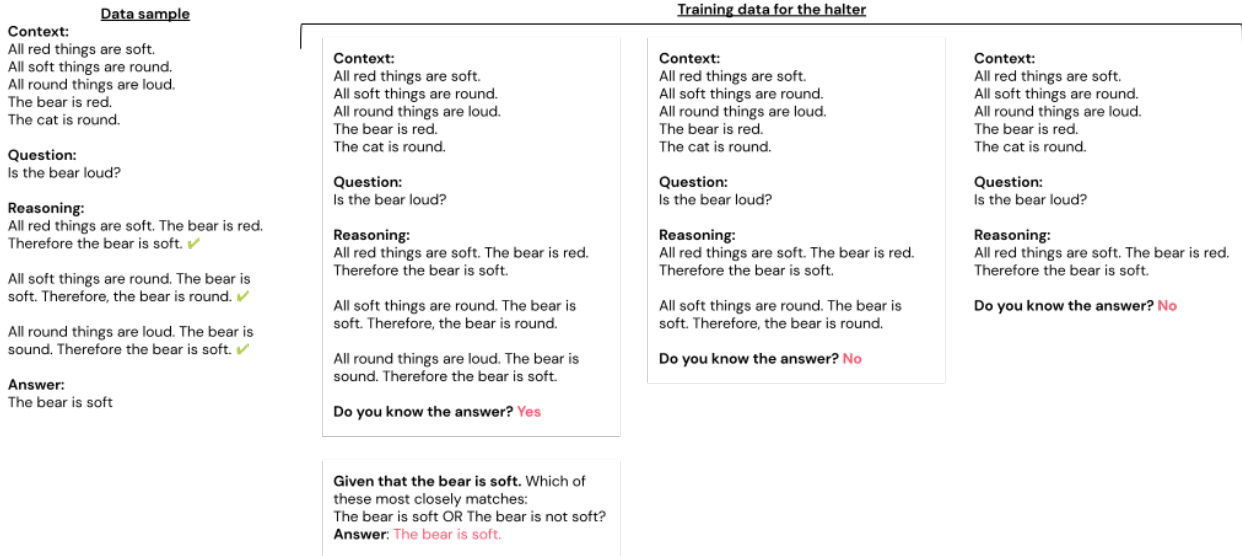 Data sample
Context:
All red things are soft.
All soft things are round.
All round things are loud.
The bear is red.
The cat is round.
Question:
Is the bear loud?
Reasoning:
All red things are soft. The bear is red.
Therefore the bear is soft. ✓
All soft things are round. The bear is
soft. Therefore, the bear is round. ✓
All round things are loud. The bear is
sound. Therefore the bear is soft. ✓
Answer:
The bear is soft
Training data for the halter
Context:
All red things are soft.
All soft things are round.
All round things are loud.
The bear is red.
The cat is round.
Question:
Is the bear loud?
Reasoning:
All red things are soft. The bear is red.
Therefore the bear is soft.
All soft things are round. The bear is
soft. Therefore, the bear is round.
All round things are loud. The bear is
sound. Therefore the bear is soft.
Do you know the answer? Yes
Given that the bear is soft. Which of
these most closely matches:
The bear is soft OR The bear is not soft?
Answer: The bear is soft.
Context:
All red things are soft.
All soft things are round.
All round things are loud.
The bear is red.
The cat is round.
Question:
Is the bear loud?
Reasoning:
All red things are soft. The bear is red.
Therefore the bear is soft.
All soft things are round. The bear is
soft. Therefore, the bear is round.
Do you know the answer? No
Context:
All red things are soft.
All soft things are round.
All round things are loud.
The bear is red.
The cat is round.
Question:
Is the bear loud?
Reasoning:
All red things are soft. The bear is red.
Therefore the bear is soft.
Do you know the answer? No